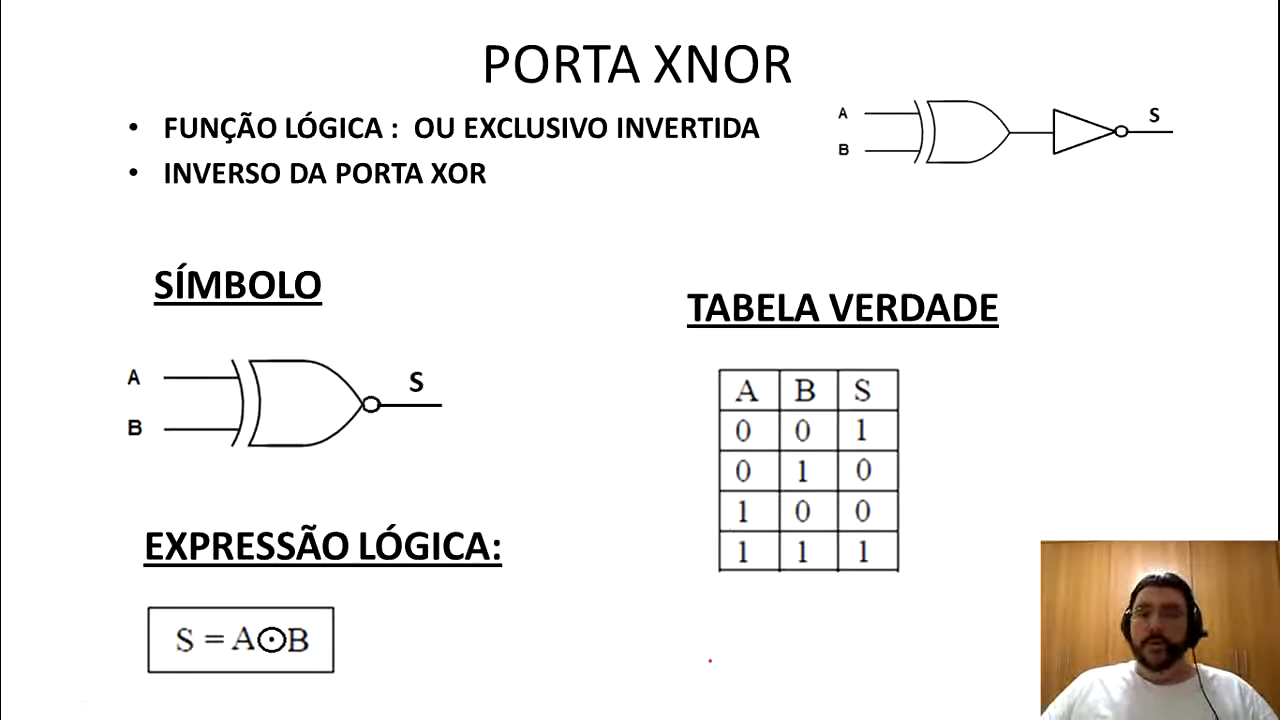 PORTA XNOR
• FUNÇÃO LÓGICA : OU EXCLUSIVO INVERTIDA
• INVERSO DA PORTA XOR
A
B
S
SÍMBOLO
A
B
S
TABELA VERDADE
A B S
0 0 1
0 1 0
1 0 0
1 1 1
EXPRESSÃO LÓGICA:
S = A⊙B